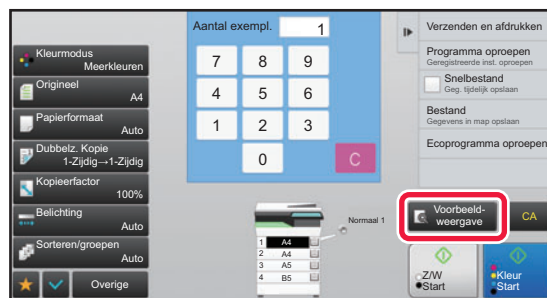 Aantal exempl.
1
7
8
9
4
5
6
1
2
3
0
C
Kleurmodus
Meerkleuren
Origineel
A4
Papierformaat
Auto
Dubbelz. Kopie
1-Zijdig→1-Zijdig
Kopieerfactor
100%
Belichting
Auto
Sorteren/groepen
Auto
Overige
Normaal 1
1 A4
2 A4
3 A5
4 B5
Verzenden en afdrukken
Programma oproepen
Geregistreerde inst. oproepen
Snelbestand
Geg. tijdelijk opslaan
Bestand
Gegevens in map opslaan
Ecoprogramma oproepen
Voorbeeld-
weergave
CA
Z/W
Start
Kleur
Start